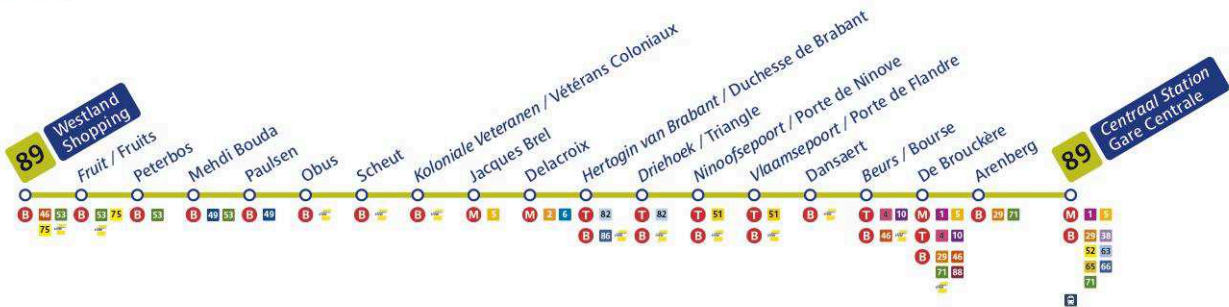 89
Westland
Shopping
Fruit / Fruits
Peterbos
Mehdi Bouda
Paulsen
Obus
Scheut
Koloniale Veteranen / Vétérans Coloniaux
Jacques Brel
Delacroix
Hertogin van Brabant / Duchesse de Brabant
Driehoek / Triangle
Ninoofsepoort / Porte de Ninove
Vlaamsepoort / Porte de Flandre
Dansaert
Beurs / Bourse
De Brouckère
Arenberg
89
Centraal Station
Gare Centrale
B 46 53
75
B 53 75
B 53
B 49 53
B 49
B
B
B
M 5
M 2 6
T 82
B 86
T 82
B
T 51
B
T 51
B
B
T 4 10
B 46
M 1 5
T 4 10
B 29 46
71 88
B 29 71
M 1 5
B 29 38
52 63
65 66
71